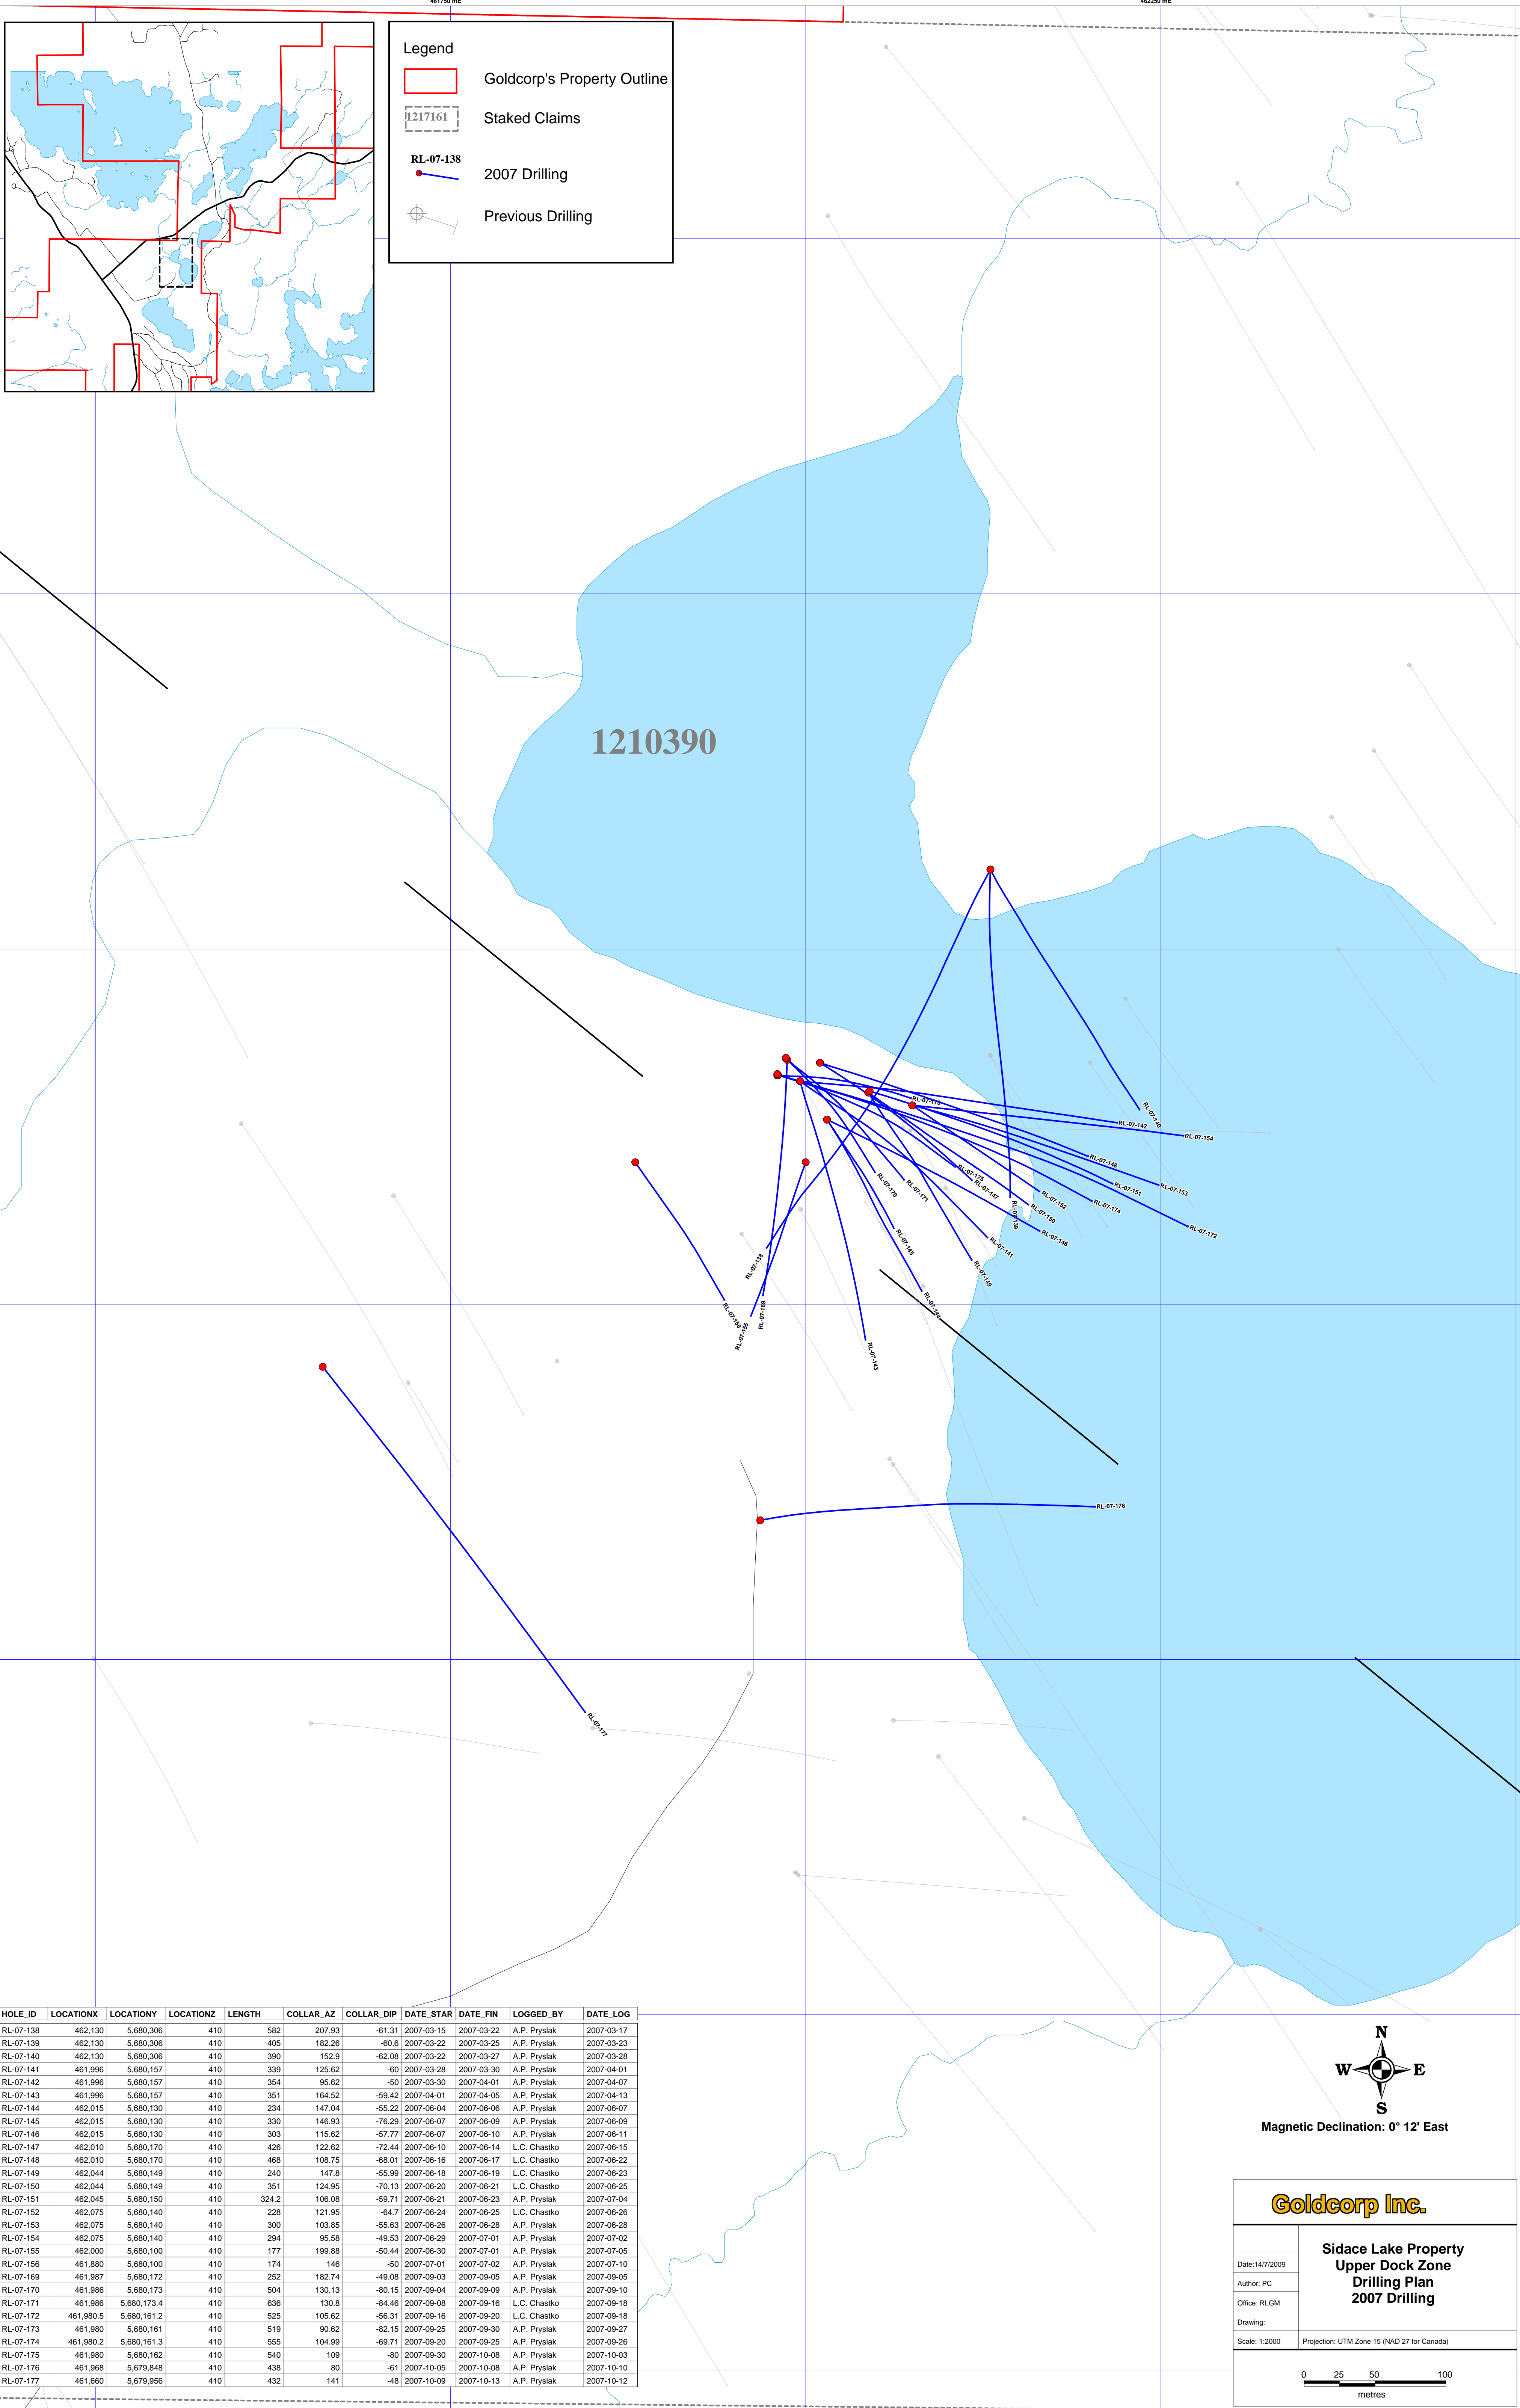 461750 mE
462250 mE
Legend
Goldcorp's Property Outline
1217161
Staked Claims
RL-07-138
2007 Drilling
Previous Drilling
1210390
RL-07-173
RL-07-140
RL-07-142
RL-07-154
RL-07-148
RL-07-153
RL-07-151
RL-07-175
RL-07-147
RL-07-170
RL-07-171
RL-07-152
RL-07-174
RL-07-150
RL-07-139
RL-07-172
RL-07-146
RL-07-145
RL-07-141
RL-07-138
RL-07-149
RL-07-144
RL-07-156
RL-07-169
RL-07-155
RL-07-143
RL-07-176
RL-07-177
HOLE_ID LOCATIONX LOCATIONY LOCATIONZ LENGTH COLLAR_AZ COLLAR_DIP DATE_STAR DATE_FIN LOGGED_BY DATE_LOG
RL-07-138 462,130 5,680,306 410 582 207.93 -61.31 2007-03-15 2007-03-22 A.P. Pryslak 2007-03-17
RL-07-139 462,130 5,680,306 410 405 182.26 -60.6 2007-03-22 2007-03-25 A.P. Pryslak 2007-03-23
RL-07-140 462,130 5,680,306 410 390 152.9 -62.08 2007-03-22 2007-03-27 A.P. Pryslak 2007-03-28
RL-07-141 461,996 5,680,157 410 339 125.62 -60 2007-03-28 2007-03-30 A.P. Pryslak 2007-04-01
RL-07-142 461,996 5,680,157 410 354 95.62 -50 2007-03-30 2007-04-01 A.P. Pryslak 2007-04-07
RL-07-143 461,996 5,680,157 410 351 164.52 -59.42 2007-04-01 2007-04-05 A.P. Pryslak 2007-04-13
RL-07-144 462,015 5,680,130 410 234 147.04 -55.22 2007-06-04 2007-06-06 A.P. Pryslak 2007-06-07
RL-07-145 462,015 5,680,130 410 330 146.93 -76.29 2007-06-07 2007-06-09 A.P. Pryslak 2007-06-09
RL-07-146 462,015 5,680,130 410 303 115.62 -57.77 2007-06-07 2007-06-10 A.P. Pryslak 2007-06-11
RL-07-147 462,010 5,680,170 410 426 122.62 -72.44 2007-06-10 2007-06-14 L.C. Chastko 2007-06-15
RL-07-148 462,010 5,680,170 410 468 108.75 -68.01 2007-06-16 2007-06-17 L.C. Chastko 2007-06-22
RL-07-149 462,044 5,680,149 410 240 147.8 -55.99 2007-06-18 2007-06-19 L.C. Chastko 2007-06-23
RL-07-150 462,044 5,680,149 410 351 124.95 -70.13 2007-06-20 2007-06-21 L.C. Chastko 2007-06-25
RL-07-151 462,045 5,680,150 410 324.2 106.08 -59.71 2007-06-21 2007-06-23 A.P. Pryslak 2007-07-04
RL-07-152 462,075 5,680,140 410 228 121.95 -64.7 2007-06-24 2007-06-25 L.C. Chastko 2007-06-26
RL-07-153 462,075 5,680,140 410 300 103.85 -55.63 2007-06-26 2007-06-28 A.P. Pryslak 2007-06-28
RL-07-154 462,075 5,680,140 410 294 95.58 -49.53 2007-06-29 2007-07-01 A.P. Pryslak 2007-07-02
RL-07-155 462,000 5,680,100 410 177 199.88 -50.44 2007-06-30 2007-07-01 A.P. Pryslak 2007-07-05
RL-07-156 461,880 5,680,100 410 174 146 -50 2007-07-01 2007-07-02 A.P. Pryslak 2007-07-10
RL-07-169 461,987 5,680,172 410 252 182.74 -49.08 2007-09-03 2007-09-05 A.P. Pryslak 2007-09-05
RL-07-170 461,986 5,680,173 410 504 130.13 -80.15 2007-09-04 2007-09-09 A.P. Pryslak 2007-09-10
RL-07-171 461,986 5,680,173.4 410 636 130.8 -84.46 2007-09-08 2007-09-16 L.C. Chastko 2007-09-18
RL-07-172 461,980.5 5,680,161.2 410 525 105.62 -56.31 2007-09-16 2007-09-20 L.C. Chastko 2007-09-18
RL-07-173 461,980 5,680,161 410 519 90.62 -82.15 2007-09-25 2007-09-30 A.P. Pryslak 2007-09-30
RL-07-174 461,980.2 5,680,161.3 410 555 104.99 -69.71 2007-09-20 2007-09-25 A.P. Pryslak 2007-09-26
RL-07-175 461,980 5,680,162 410 540 109 -80 2007-09-30 2007-10-08 A.P. Pryslak 2007-10-03
RL-07-176 461,968 5,679,848 410 438 80 -61 2007-10-05 2007-10-08 A.P. Pryslak 2007-10-10
RL-07-177 461,660 5,679,956 410 432 141 -48 2007-10-09 2007-10-13 A.P. Pryslak 2007-10-12
N
W E
S
Magnetic Declination: 0° 12' East
Goldcorp Inc.
Sidace Lake Property
Upper Dock Zone
Drilling Plan
2007 Drilling
Date:14/7/2009
Author: PC
Office: RLGM
Drawing:
Scale: 1:2000
Projection: UTM Zone 15 (NAD 27 for Canada)
0 25 50 100
metres